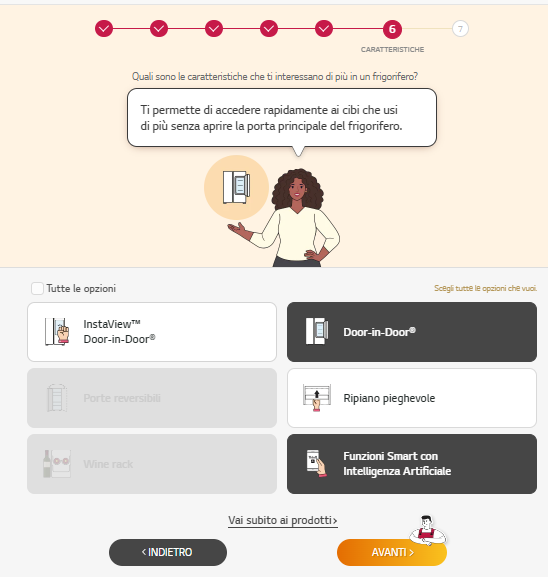 6
7
CARATTERISTICHE
Quali sono le caratteristiche che ti interessano di più in un frigorifero?
Ti permette di accedere rapidamente ai cibi che usi
di più senza aprire la porta principale del frigorifero.
Tutte le opzioni
Scegli tutte le opzioni che vuoi.
InstaView™
Door-in-Door®
Door-in-Door®
Porte reversibili
Ripiano pieghevole
Wine rack
Funzioni Smart con
Intelligenza Artificiale
Vai subito ai prodotti>
< INDIETRO
AVANTI >